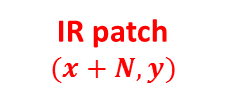 IR patch
(x + N, y)